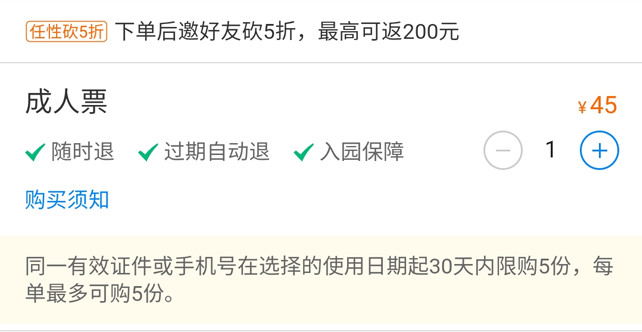 任性砍5折 下单后邀好友砍5折，最高可返200元
成人票
¥45
随时退 过期自动退 入园保障
1
购买须知
同一有效证件或手机号在选择的使用日期起30天内限购5份，每
单最多可购5份。